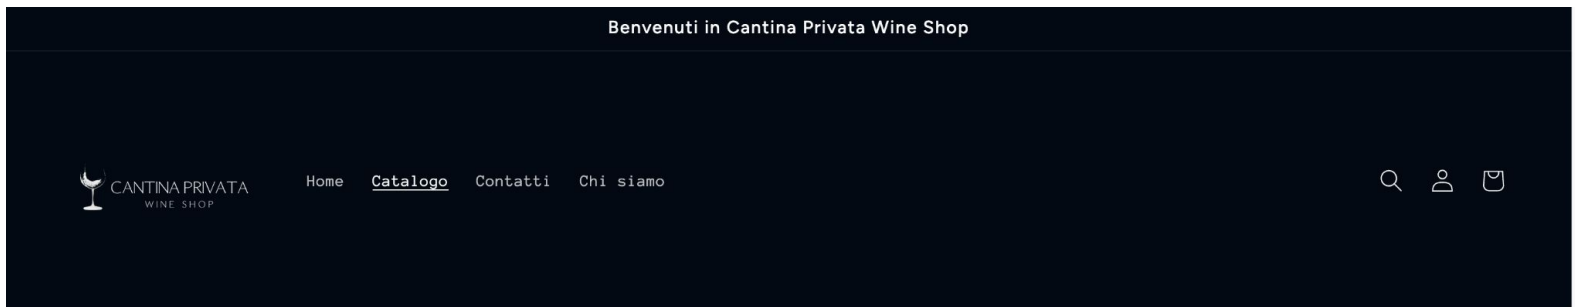 Benvenuti in Cantina Privata Wine Shop
CANTINA PRIVATA
WINE SHOP
Home Catalogo Contatti Chi siamo